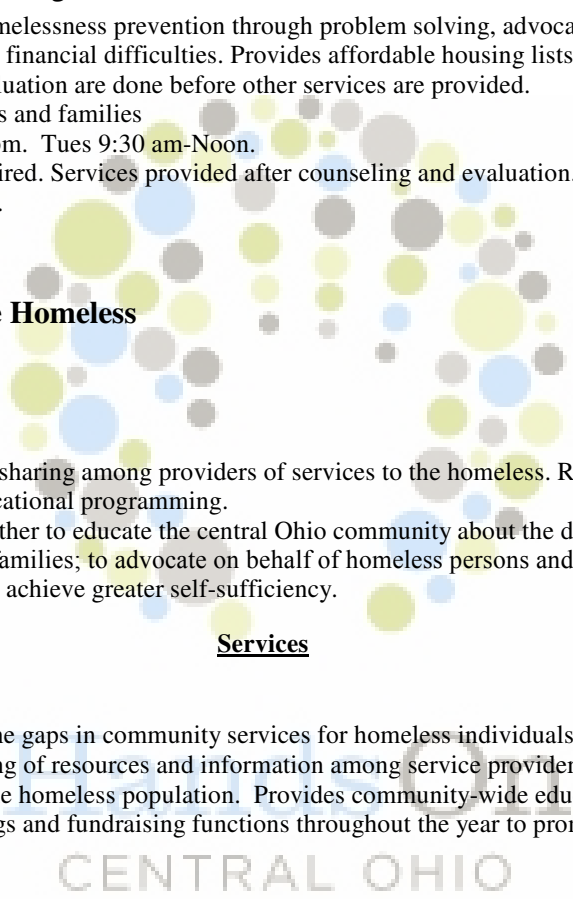 melessness prevention through problem solving, advoca
financial difficulties. Provides affordable housing lists
luation are done before other services are provided.
s and families
om. Tues 9:30 am-Noon.
ired. Services provided after counseling and evaluation.
.
e Homeless
sharing among providers of services to the homeless. R
cational programming.
ther to educate the central Ohio community about the d
families; to advocate on behalf of homeless persons and
achieve greater self-sufficiency.
Services
he gaps in community services for homeless individuals
ng of resources and information among service provider
e homeless population. Provides community-wide edu
gs and fundraising functions throughout the year to pro
HandsOn
CENTRAL OHIO